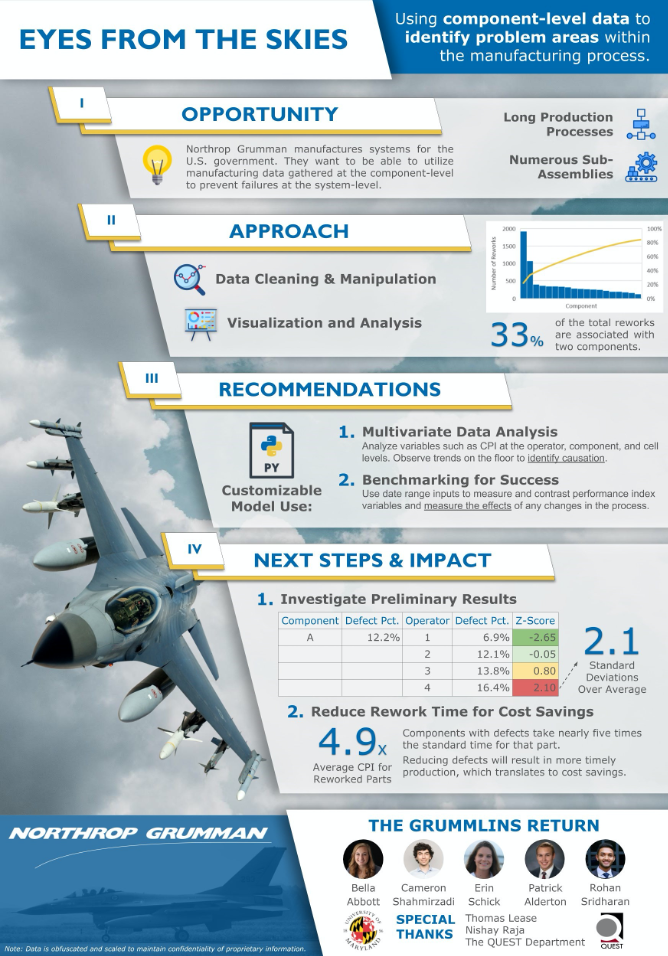 EYES FROM THE SKIES
Using component-level data to
identify problem areas within
the manufacturing process.
I
OPPORTUNITY
Northrop Grumman manufactures systems for the
U.S. government. They want to be able to utilize
manufacturing data gathered at the component-level
to prevent failures at the system-level.
Long Production
Processes
Numerous Sub-
Assemblies
II
APPROACH
Data Cleaning & Manipulation
Visualization and Analysis
Number of Reworks
2000
1500
1000
500
0
100%
80%
60%
40%
20%
0%
Component
33%
of the total reworks
are associated with
two components.
III
RECOMMENDATIONS
PY
Customizable
Model Use:
1. Multivariate Data Analysis
Analyze variables such as CPI at the operator, component, and cell
levels. Observe trends on the floor to identify causation.
2. Benchmarking for Success
Use date range inputs to measure and contrast performance index
variables and measure the effects of any changes in the process.
IV
NEXT STEPS & IMPACT
1. Investigate Preliminary Results
Component Defect Pct. Operator Defect Pct. Z-Score
A 12.2% 1 6.9% -2.65
2 12.1% -0.05
3 13.8% 0.80
4 16.4% 2.10
2.1
Standard
Deviations
Over Average
2. Reduce Rework Time for Cost Savings
4.9x
Average CPI for
Reworked Parts
Components with defects take nearly five times
the standard time for that part.
Reducing defects will result in more timely
production, which translates to cost savings.
NORTHROP GRUMMAN
Note: Data is obfuscated and scaled to maintain confidentiality of proprietary information.
THE GRUMMLINS RETURN
Bella
Abbott
Cameron
Shahmirzadi
Erin
Schick
Patrick
Alderton
Rohan
Sridharan
UNIVERSITY OF
MARYLAND
SPECIAL
THANKS
Thomas Lease
Nishay Raja
The QUEST Department
QUEST